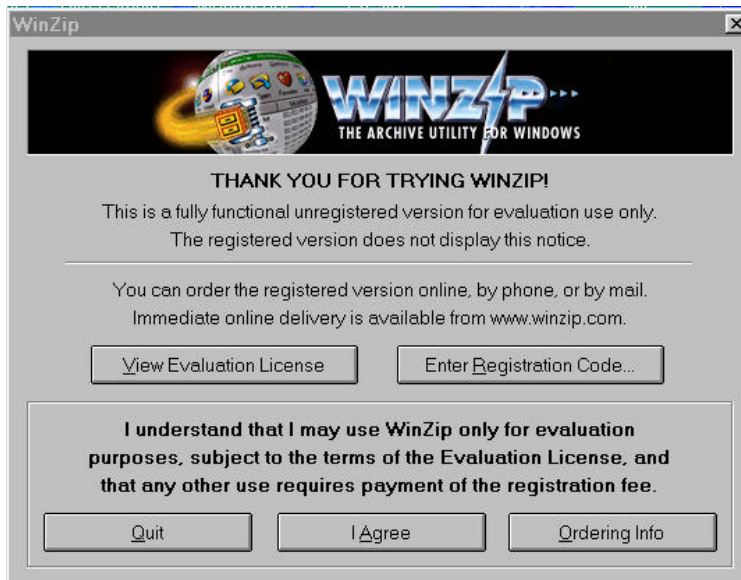 WinZip
WINZIP
THE ARCHIVE UTILITY FOR WINDOWS
THANK YOU FOR TRYING WINZIP!
This is a fully functional unregistered version for evaluation use only.
The registered version does not display this notice.
You can order the registered version online, by phone, or by mail.
Immediate online delivery is available from www.winzip.com.
View Evaluation License
Enter Registration Code...
I understand that I may use WinZip only for evaluation
purposes, subject to the terms of the Evaluation License, and
that any other use requires payment of the registration fee.
Quit
I Agree
Ordering Info